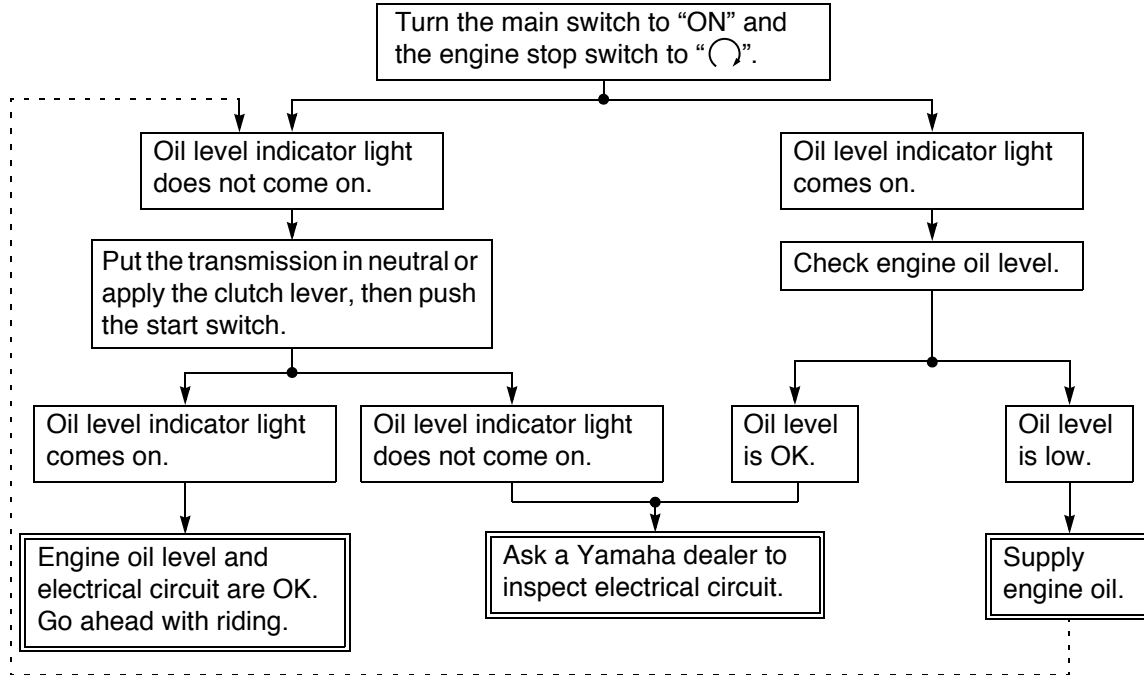 Turn the main switch to “ON” and
the engine stop switch to “ ”.
Oil level indicator light
does not come on.
Oil level indicator light
comes on.
Put the transmission in neutral or
apply the clutch lever, then push
the start switch.
Check engine oil level.
Oil level indicator light
comes on.
Oil level indicator light
does not come on.
Oil level
is OK.
Oil level
is low.
Engine oil level and
electrical circuit are OK.
Go ahead with riding.
Ask a Yamaha dealer to
inspect electrical circuit.
Supply
engine oil.